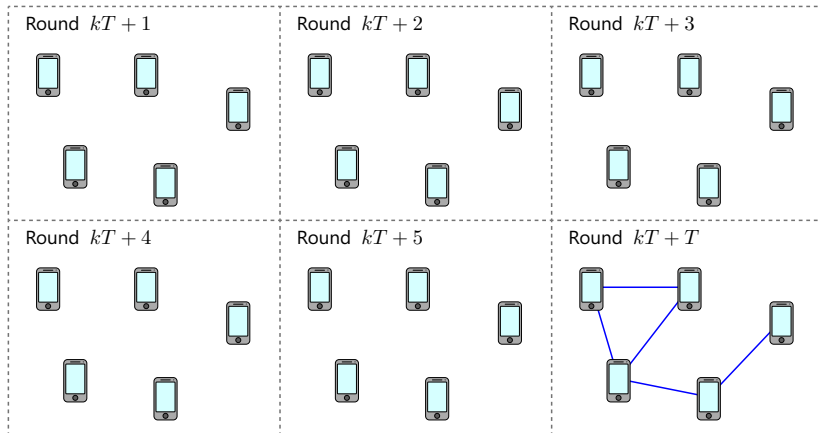 Round kT + 1
Round kT + 2
Round kT + 3
Round kT + 4
Round kT + 5
Round kT + T